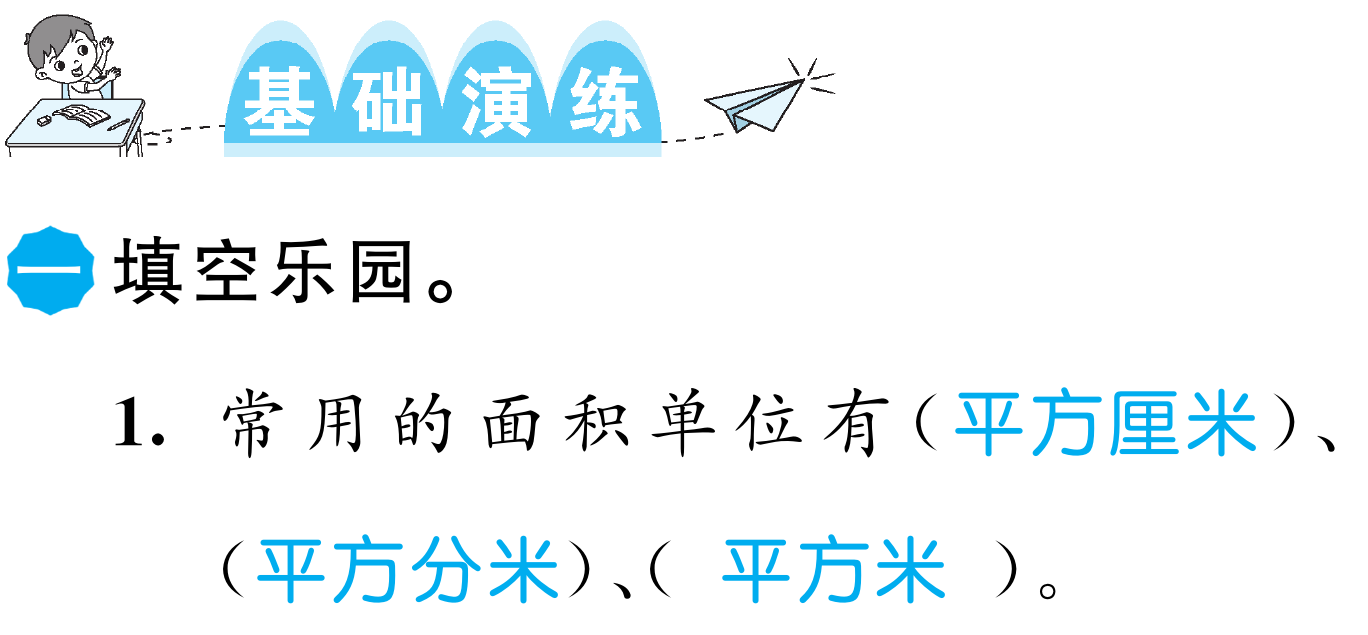 基础演练
一 填空乐园。
1. 常用的面积单位有(平方厘米)、
(平方分米)、( 平方米 )。